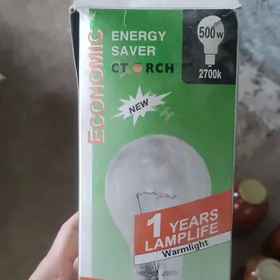 ECONOMIC
ENERGY
SAVER
CTORCH
NEW
500W
2700k
1 YEARS
LAMPLIFE
Warmlight